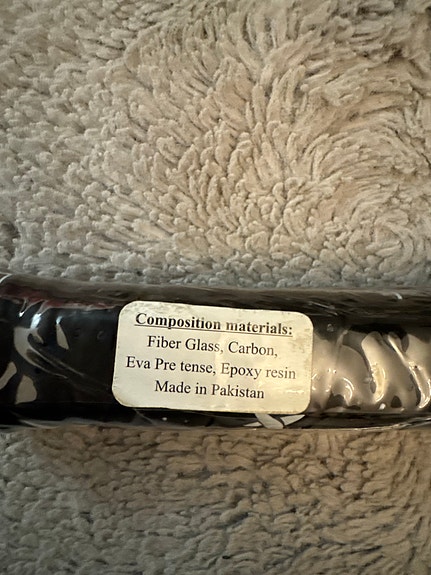 Composition materials:
Fiber Glass, Carbon,
Eva Pre tense, Epoxy resin
Made in Pakistan